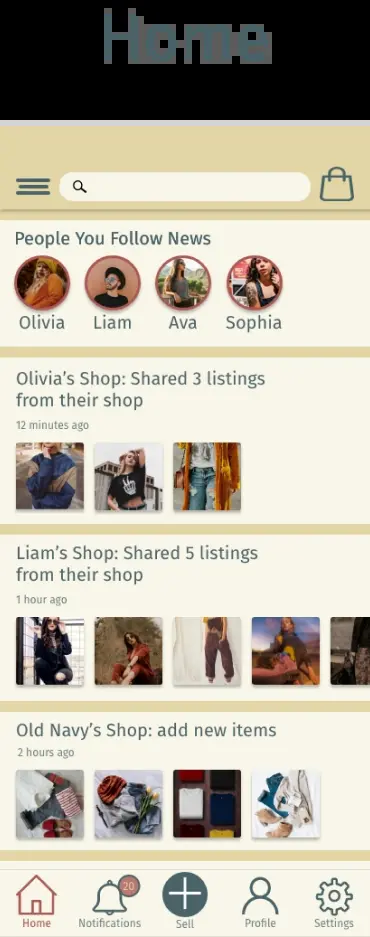 Home
People You Follow News
Olivia Liam Ava Sophia
Olivia's Shop: Shared 3 listings
from their shop
12 minutes ago
Liam's Shop: Shared 5 listings
from their shop
1 hour ago
Old Navy's Shop: add new items
2 hours ago
20
Home Notifications Sell Profile Settings